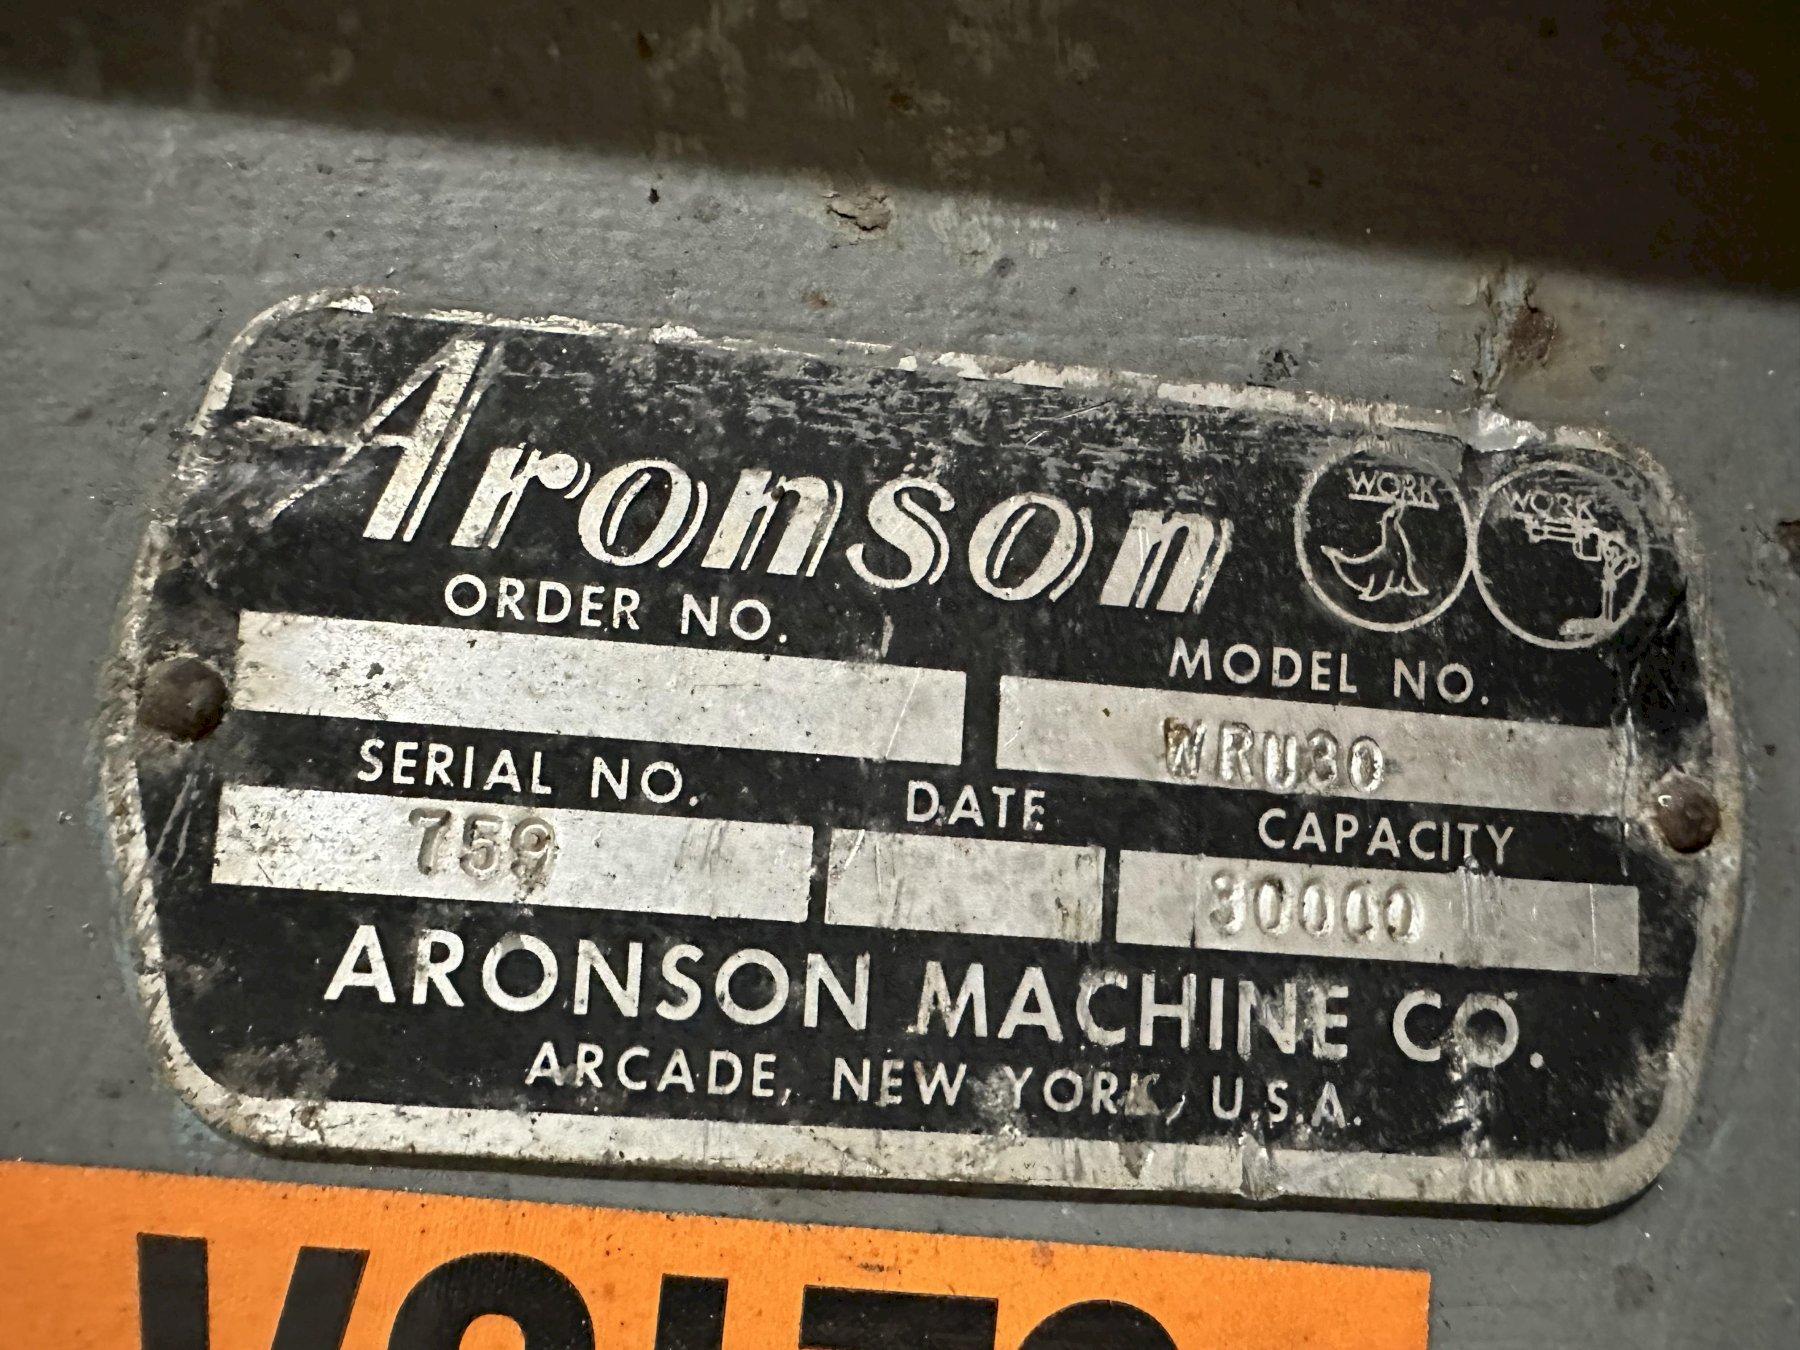 Aronson
WORK
WORK
ORDER NO.
MODEL NO.
WRU30
SERIAL NO.
DATE
CAPACITY
759
30000
ARONSON MACHINE CO.
ARCADE, NEW YORK, U.S.A.
VOLTS